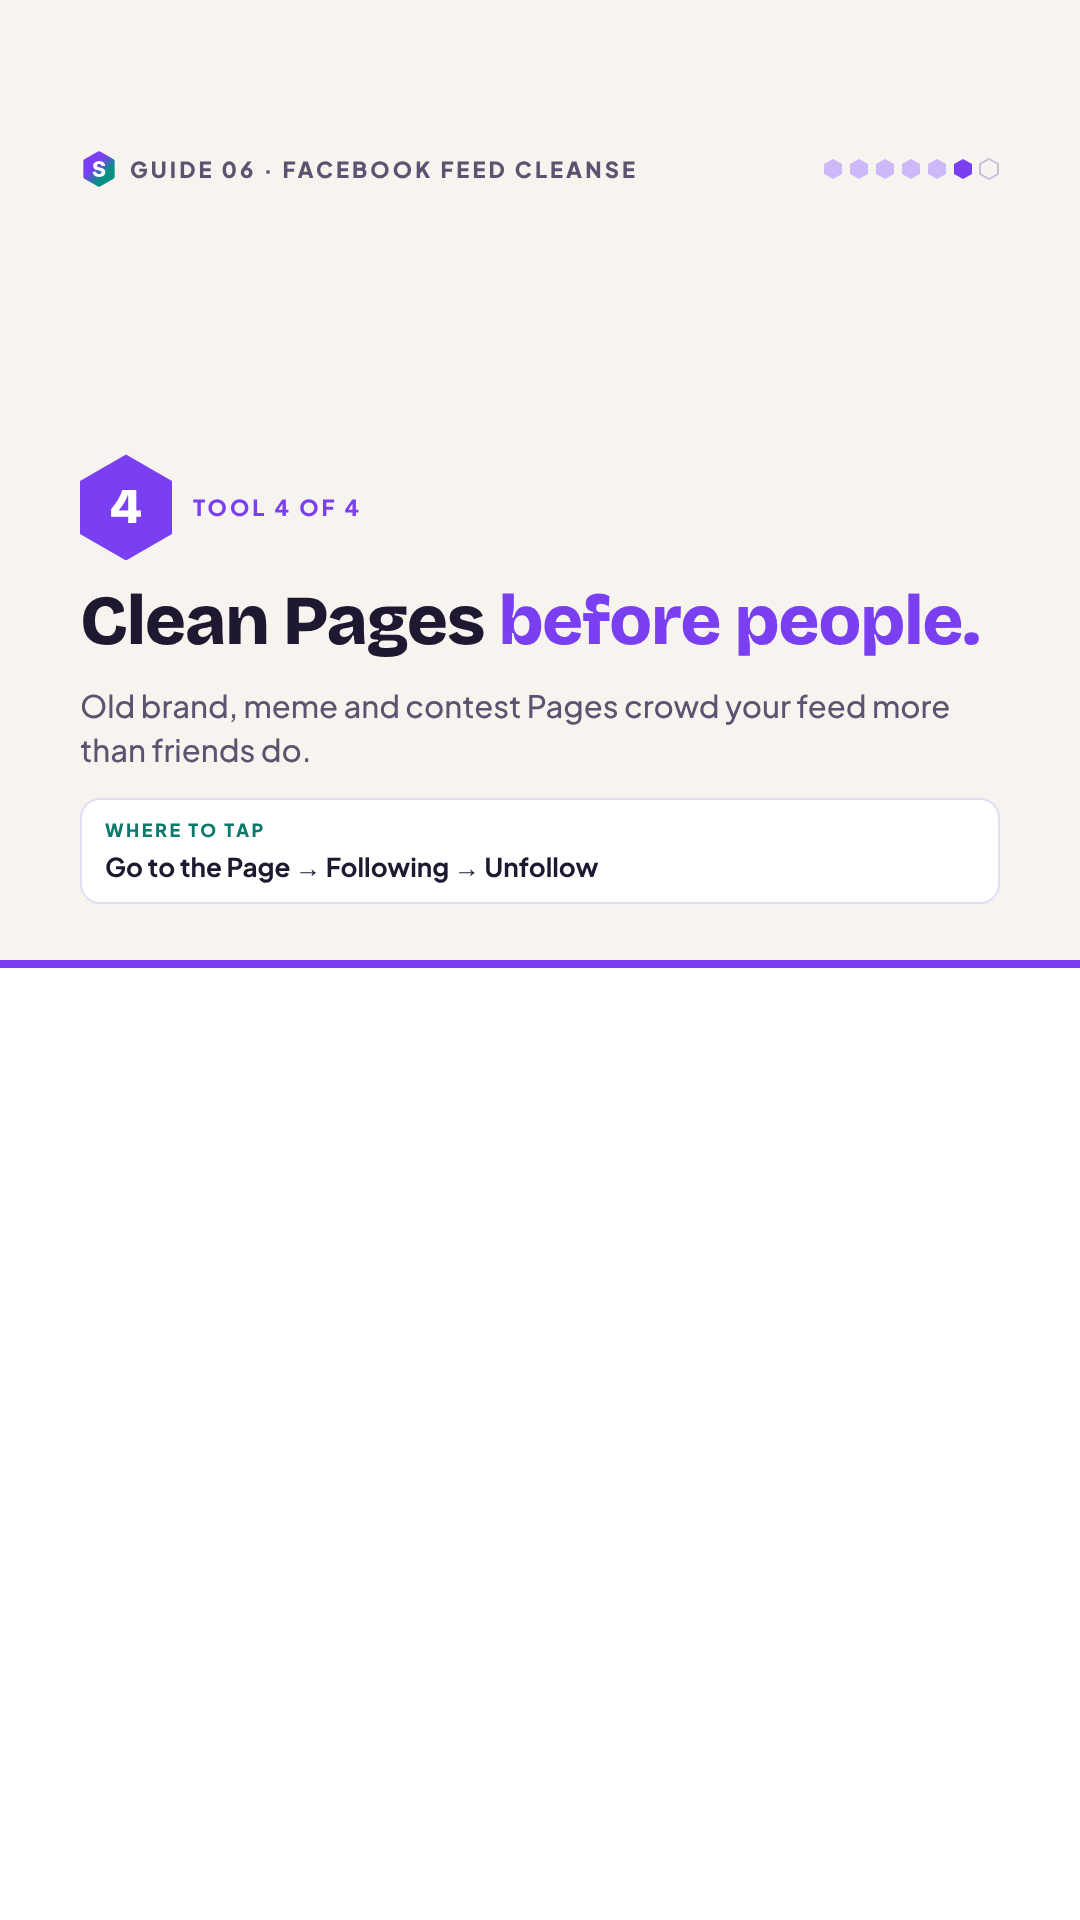 S GUIDE 06 · FACEBOOK FEED CLEANSE
4 TOOL 4 OF 4
Clean Pages before people.
Old brand, meme and contest Pages crowd your feed more
than friends do.
WHERE TO TAP
Go to the Page → Following → Unfollow